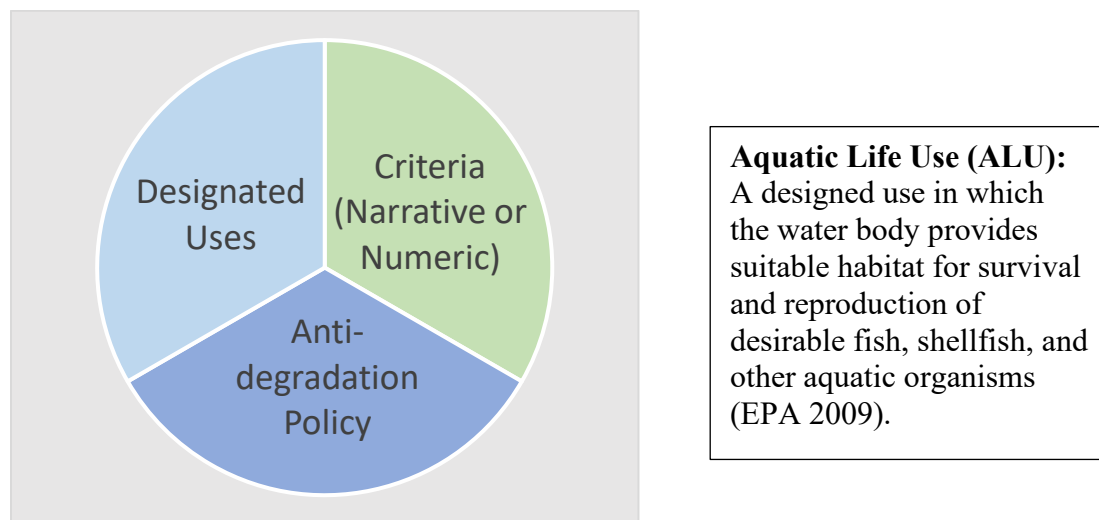 Designated
Uses
Criteria
(Narrative or
Numeric)
Anti-
degradation
Policy
Aquatic Life Use (ALU):
A designed use in which
the water body provides
suitable habitat for survival
and reproduction of
desirable fish, shellfish, and
other aquatic organisms
(EPA 2009).